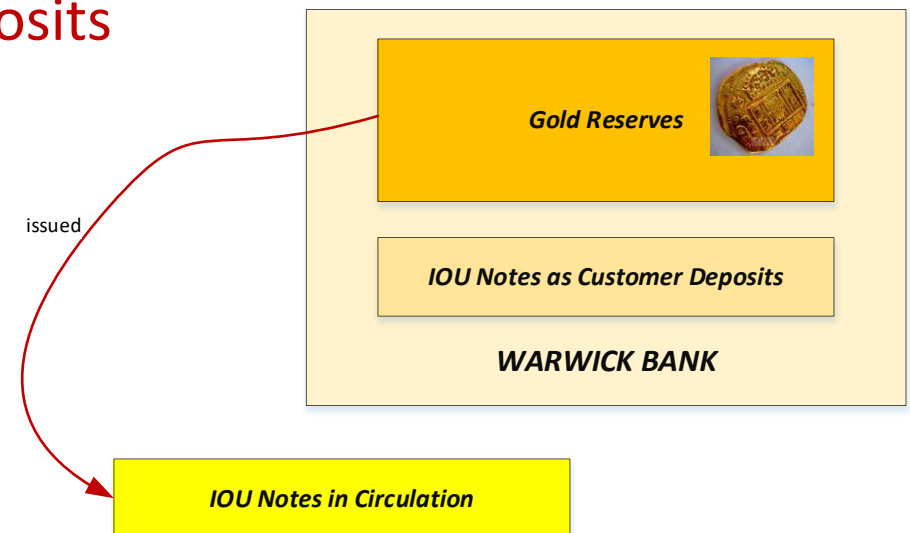 osits
Gold Reserves
issued
IOU Notes as Customer Deposits
WARWICK BANK
IOU Notes in Circulation